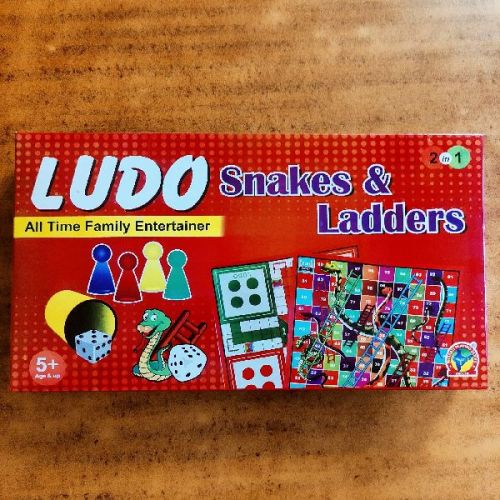 LUDO
Snakes &
Ladders
2 in 1
All Time Family Entertainer
5+
Age & up